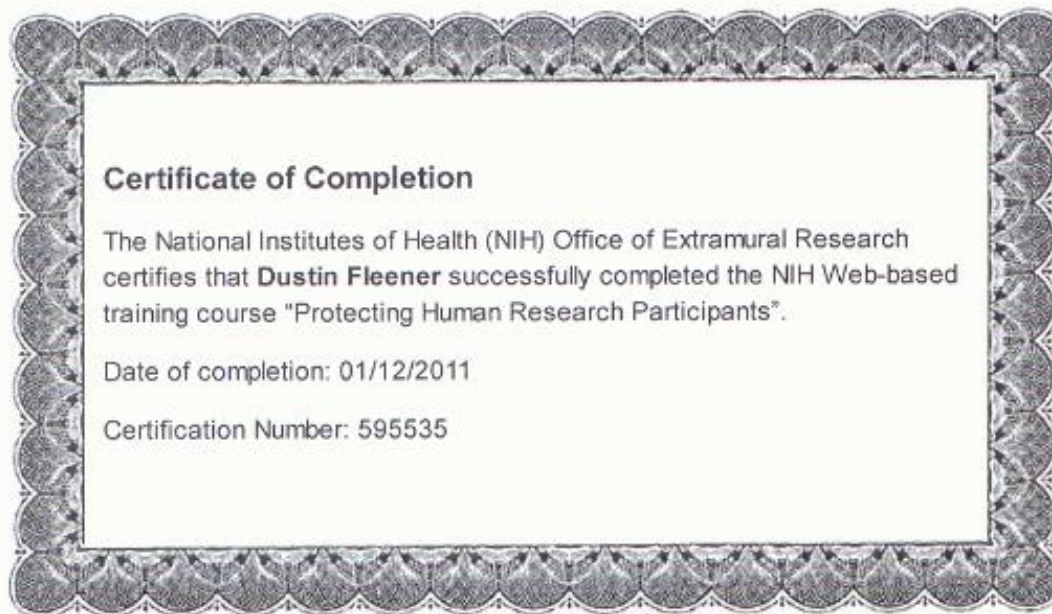 Certificate of Completion
The National Institutes of Health (NIH) Office of Extramural Research
certifies that Dustin Fleener successfully completed the NIH Web-based
training course “Protecting Human Research Participants”.
Date of completion: 01/12/2011
Certification Number: 595535